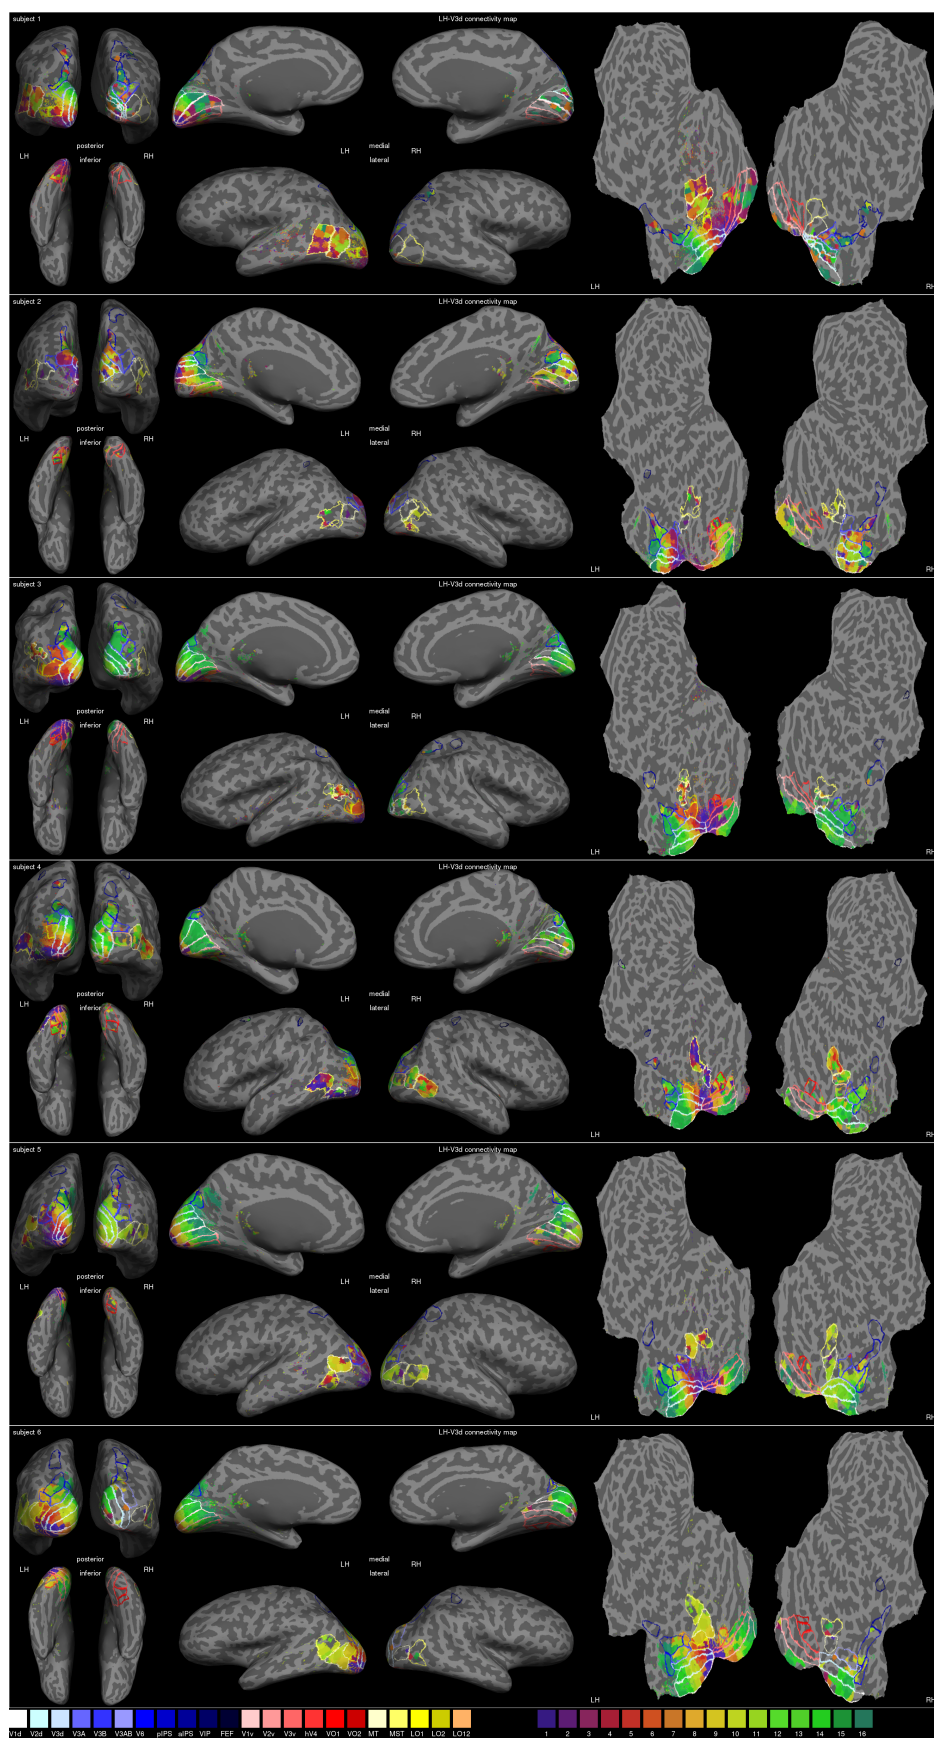 subject 1
LH-V3d connectivity map
posterior
LH
inferior
RH
LH
medial
RH
lateral
LH
RH
subject 2
LH-V3d connectivity map
posterior
LH
inferior
RH
LH
medial
RH
lateral
LH
RH
subject 3
LH-V3d connectivity map
posterior
LH
inferior
RH
LH
medial
RH
lateral
LH
RH
subject 4
LH-V3d connectivity map
posterior
LH
inferior
RH
LH
medial
RH
lateral
LH
RH
subject 5
LH-V3d connectivity map
posterior
LH
inferior
RH
LH
medial
RH
lateral
LH
RH
subject 6
LH-V3d connectivity map
posterior
LH
inferior
RH
LH
medial
RH
lateral
LH
RH
V1d V2d V3d V3A V3B V3AB V6 pIPS aIPS VIP FEF V1v V2v V3v hV4 VO1 VO2 MT MST LO1 LO2 LO12 1 2 3 4 5 6 7 8 9 10 11 12 13 14 15 16